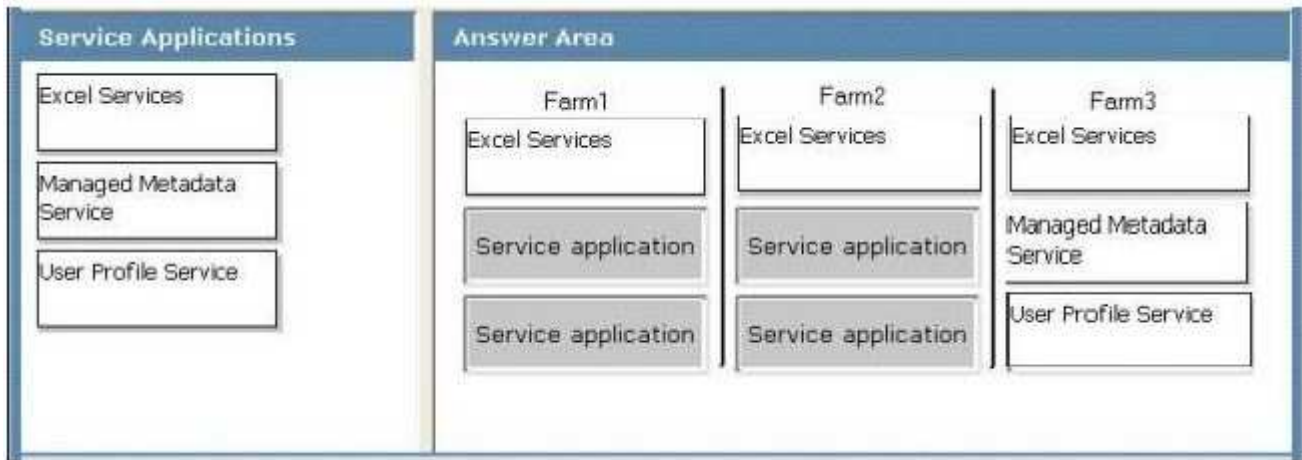 Service Applications
Excel Services
Managed Metadata
Service
User Profile Service
Answer Area
Farm1
Excel Services
Service application
Service application
Farm2
Excel Services
Service application
Service application
Farm3
Excel Services
Managed Metadata
Service
User Profile Service